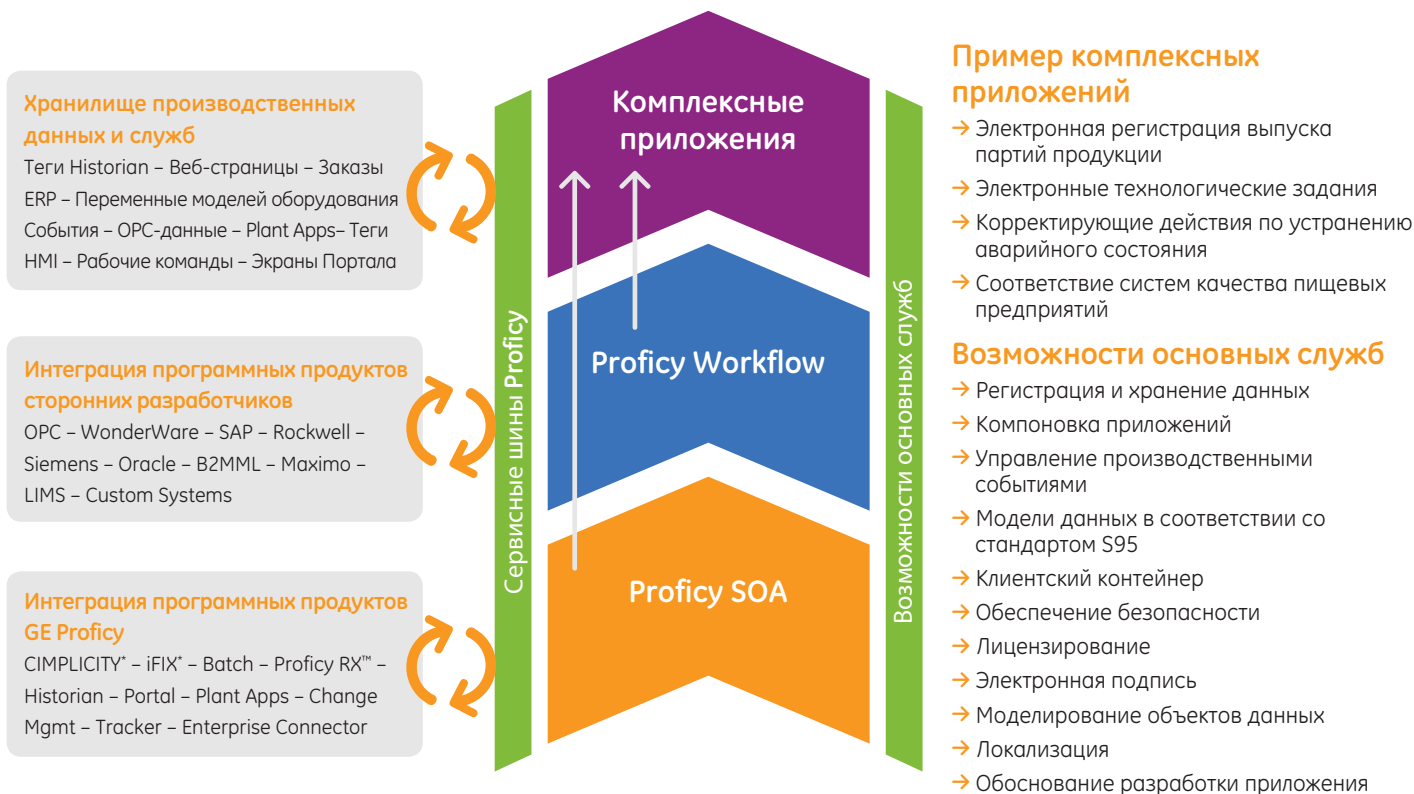 Хранилище производственных
данных и служб
Теги Historian – Веб-страницы – Заказы
ERP – Переменные моделей оборудования
События – OPC-данные – Plant Apps– Теги
HMI – Рабочие команды – Экраны Портала
Интеграция программных продуктов
сторонних разработчиков
OPC – WonderWare – SAP – Rockwell –
Siemens – Oracle – B2MML – Maximo –
LIMS – Custom Systems
Интеграция программных продуктов
GE Proficy
CIMPLICITY* – iFIX* – Batch – Proficy RX™ –
Historian – Portal – Plant Apps – Change
Mgmt – Tracker – Enterprise Connector
Сервисные шины Proficy
Комплексные
приложения
Proficy Workflow
Proficy SOA
Возможности основных служб
Пример комплексных
приложений
→ Электронная регистрация выпуска
партий продукции
→ Электронные технологические задания
→ Корректирующие действия по устранению
аварийного состояния
→ Соответствие систем качества пищевых
предприятий
Возможности основных служб
→ Регистрация и хранение данных
→ Компоновка приложений
→ Управление производственными
событиями
→ Модели данных в соответствии со
стандартом S95
→ Клиентский контейнер
→ Обеспечение безопасности
→ Лицензирование
→ Электронная подпись
→ Моделирование объектов данных
→ Локализация
→ Обоснование разработки приложения